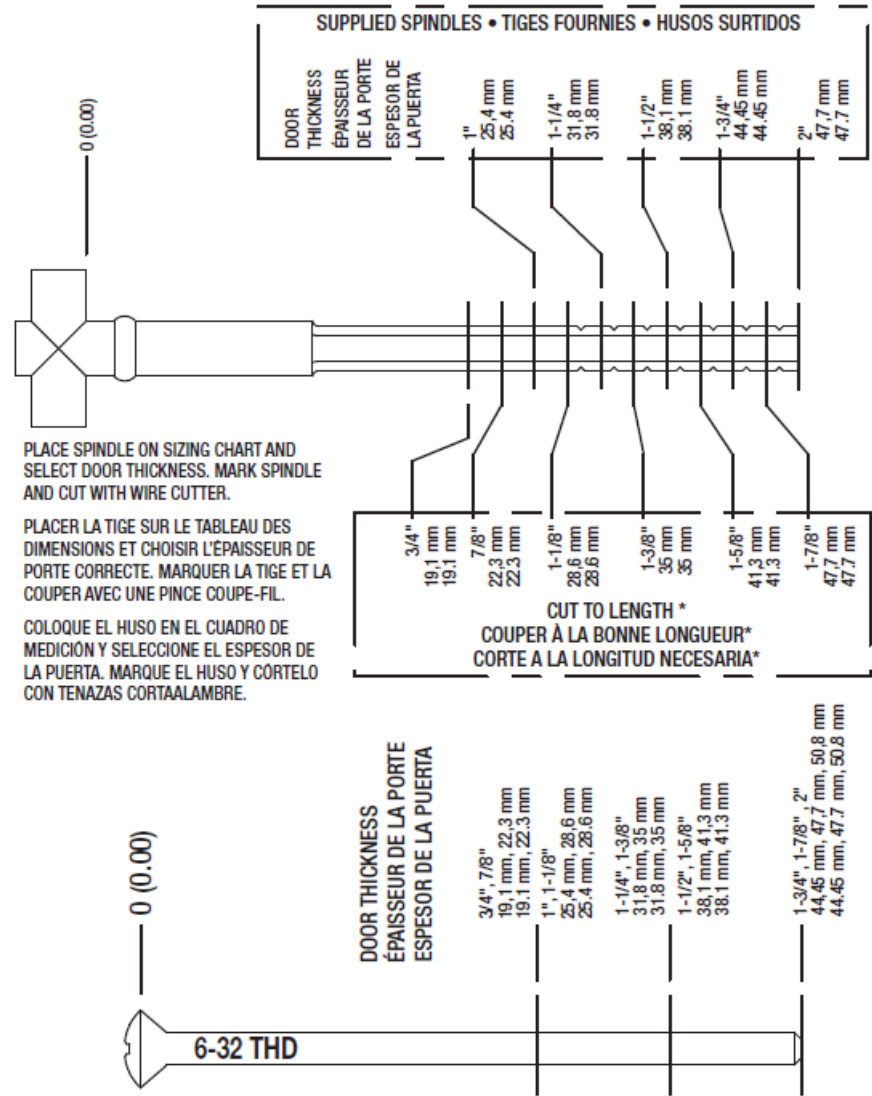 SUPPLIED SPINDLES • TIGES FOURNIES • HUSOS SURTIDOS
DOOR
THICKNESS
ÉPAISSEUR
DE LA PORTE
ESPESOR DE
LA PUERTA
1"
25,4 mm
25.4 mm
1-1/4"
31,8 mm
31.8 mm
1-1/2"
38,1 mm
38.1 mm
1-3/4"
44,45 mm
44.45 mm
2"
47,7 mm
47.7 mm
0 (0.00)
PLACE SPINDLE ON SIZING CHART AND
SELECT DOOR THICKNESS. MARK SPINDLE
AND CUT WITH WIRE CUTTER.
PLACER LA TIGE SUR LE TABLEAU DES
DIMENSIONS ET CHOISIR L'ÉPAISSEUR DE
PORTE CORRECTE. MARQUER LA TIGE ET LA
COUPER AVEC UNE PINCE COUPE-FIL.
COLOQUE EL HUSO EN EL CUADRO DE
MEDICIÓN Y SELECCIONE EL ESPESOR DE
LA PUERTA. MARQUE EL HUSO Y CÓRTELO
CON TENAZAS CORTAALAMBRE.
3/4"
19,1 mm
19.1 mm
7/8"
22,3 mm
22.3 mm
1-1/8"
28,6 mm
28.6 mm
1-3/8"
35 mm
35 mm
1-5/8"
41,3 mm
41.3 mm
1-7/8"
47,7 mm
47.7 mm
CUT TO LENGTH *
COUPER À LA BONNE LONGUEUR*
CORTE A LA LONGITUD NECESARIA*
0 (0.00)
DOOR THICKNESS
ÉPAISSEUR DE LA PORTE
ESPESOR DE LA PUERTA
3/4", 7/8"
19,1 mm, 22,3 mm
19.1 mm, 22.3 mm
1", 1-1/8"
25,4 mm, 28,6 mm
25.4 mm, 28.6 mm
1-1/4", 1-3/8"
31,8 mm, 35 mm
31.8 mm, 35 mm
1-1/2", 1-5/8"
38,1 mm, 41,3 mm
38.1 mm, 41.3 mm
1-3/4", 1-7/8", 2"
44,45 mm, 47,7 mm, 50,8 mm
44.45 mm, 47.7 mm, 50.8 mm
6-32 THD